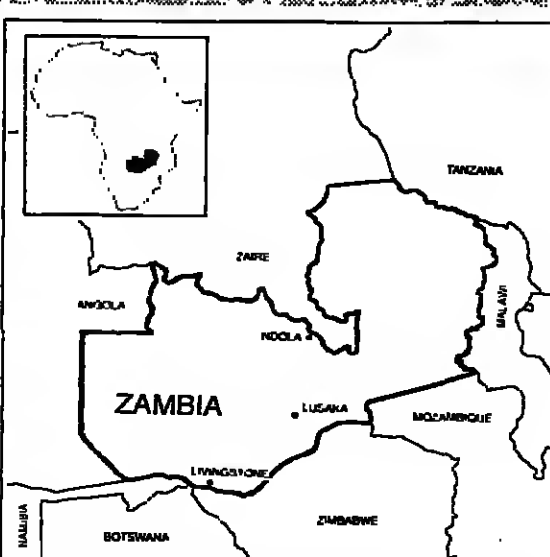 TANZANIA
ZAIRE
ANGOLA
MALAWI
NDOLA
ZAMBIA
LUSAKA
MOZAMBIQUE
LIVINGSTONE
NAMIBIA
BOTSWANA
ZIMBABWE